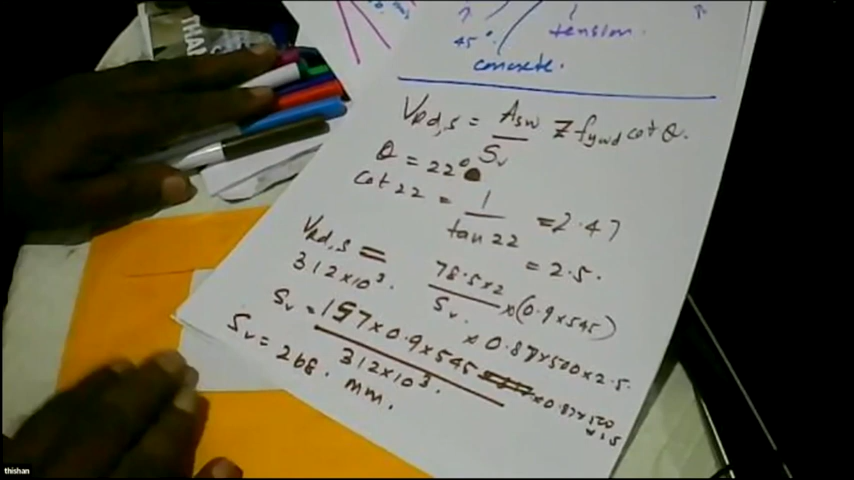 THAN
45°
tension.
concrete.
VRd,s = Asw/Sv Z fywd cot θ.
θ = 22°
cot 22 = 1/tan 22 = 2.47
= 2.5.
VRd,s =
312×10³. 78.5×2/Sv. ×(0.9×545)
× 0.87×500×2.5.
Sv = 157×0.9×545 ×0.87×500 ×2.5
312×10³.
Sv = 268. mm.
thishan